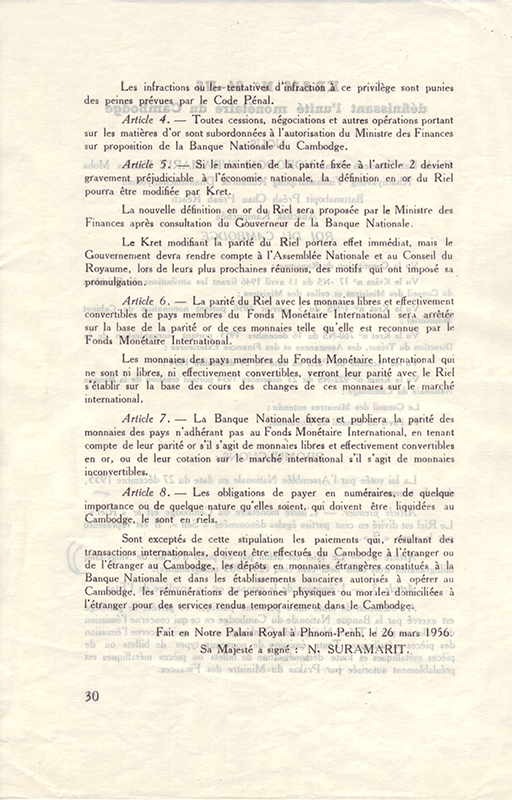 Les infractions ou les tentatives d'infraction à ce privilège sont punies
des peines prévues par le Code Pénal.
Article 4. — Toutes cessions, négociations et autres opérations portant
sur les matières d'or sont subordonnées à l'autorisation du Ministre des Finances
sur proposition de la Banque Nationale du Cambodge.
Article 5. — Si le maintien de la parité fixée à l'article 2 devient
gravement préjudiciable à l'économie nationale, la définition en or du Riel
pourra être modifiée par Kret.
La nouvelle définition en or du Riel sera proposée par le Ministre des
Finances après consultation du Gouverneur de la Banque Nationale.
Le Kret modifiant la parité du Riel portera effet immédiat, mais le
Gouvernement devra rendre compte à l'Assemblée Nationale et au Conseil du
Royaume, lors de leurs plus prochaines réunions, des motifs qui ont imposé sa
promulgation.
Article 6. — La parité du Riel avec les monnaies libres et effectivement
convertibles de pays membres du Fonds Monétaire International sera arrêtée
sur la base de la parité or de ces monnaies telle qu'elle est reconnue par le
Fonds Monétaire International.
Les monnaies des pays membres du Fonds Monétaire International qui
ne sont ni libres, ni effectivement convertibles, verront leur parité avec le Riel
s'établir sur la base des cours des changes de ces monnaies sur le marché
international.
Article 7. — La Banque Nationale fixera et publiera la parité des
monnaies des pays n'adhérant pas au Fonds Monétaire International, en tenant
compte de leur parité or s'il s'agit de monnaies libres et effectivement convertibles
en or, ou de leur cotation sur le marché international s'il s'agit de monnaies
inconvertibles.
Article 8. — Les obligations de payer en numéraires, de quelque
importance ou de quelque nature qu'elles soient, qui doivent être liquidées au
Cambodge, le sont en riels.
Sont exceptés de cette stipulation les paiements qui, résultant des
transactions internationales, doivent être effectués du Cambodge à l'étranger ou
de l'étranger au Cambodge, les dépôts en monnaies étrangères constitués à la
Banque Nationale et dans les établissements bancaires autorisés à opérer au
Cambodge, les rémunérations de personnes physiques ou morales domiciliées à
l'étranger pour des services rendus temporairement dans le Cambodge.
Fait en Notre Palais Royal à Phnom-Penh, le 26 mars 1956.
Sa Majesté a signé : N. SURAMARIT.
30